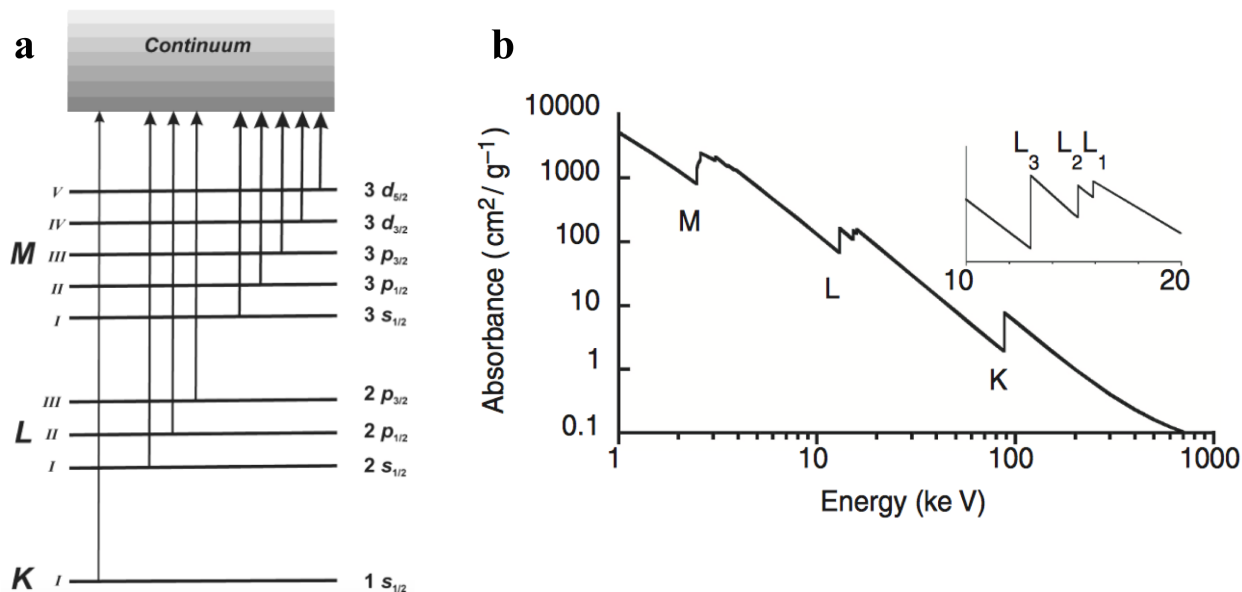 a
Continuum
V 3 d5/2
IV 3 d3/2
M III 3 p3/2
II 3 p1/2
I 3 s1/2
III 2 p3/2
L II 2 p1/2
I 2 s1/2
K I 1 s1/2
b
Absorbance (cm²/ g⁻¹)
10000
1000
100
10
1
0.1
M
L
K
L3 L2 L1
10 20
1 10 100 1000
Energy (ke V)